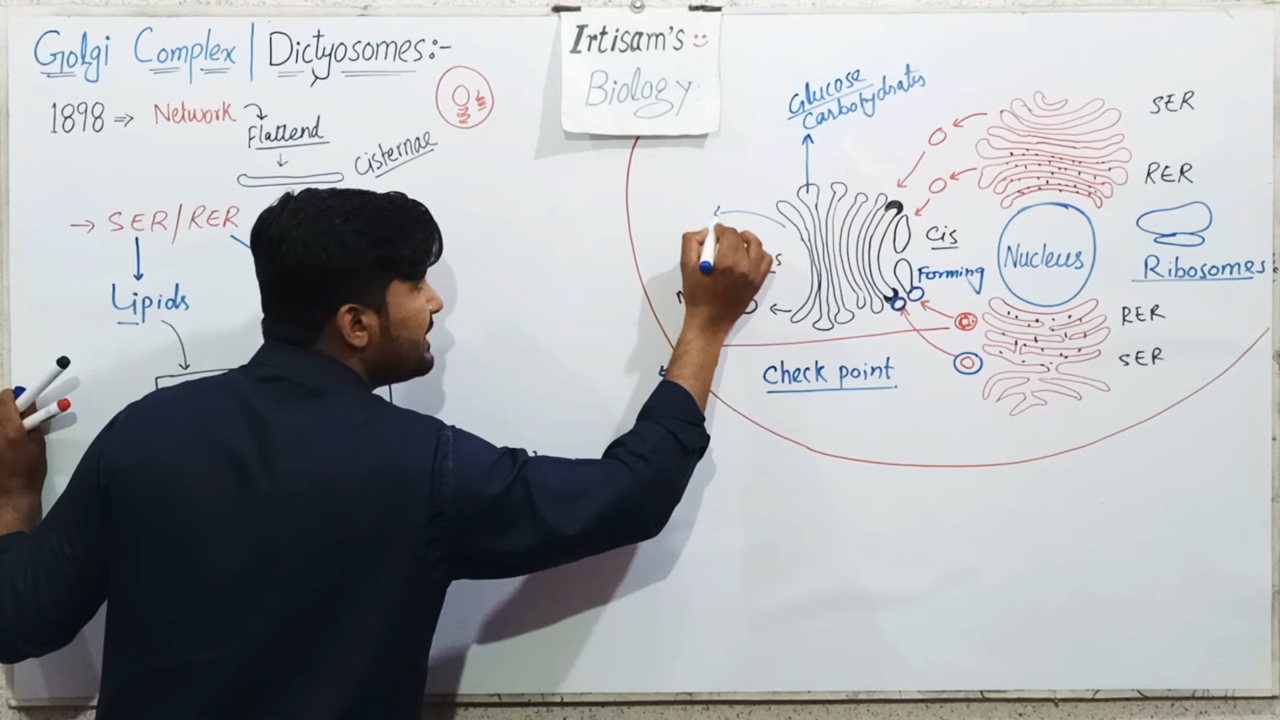 Golgi Complex | Dictyosomes:-
1898 ⇒ Network
Flattend
Cisternae
→ SER/RER
Lipids
Irtisam's
Biology
Glucose
Carbohydrates
SER
RER
Cis
Forming
Nucleus
Ribosomes
RER
SER
Check point